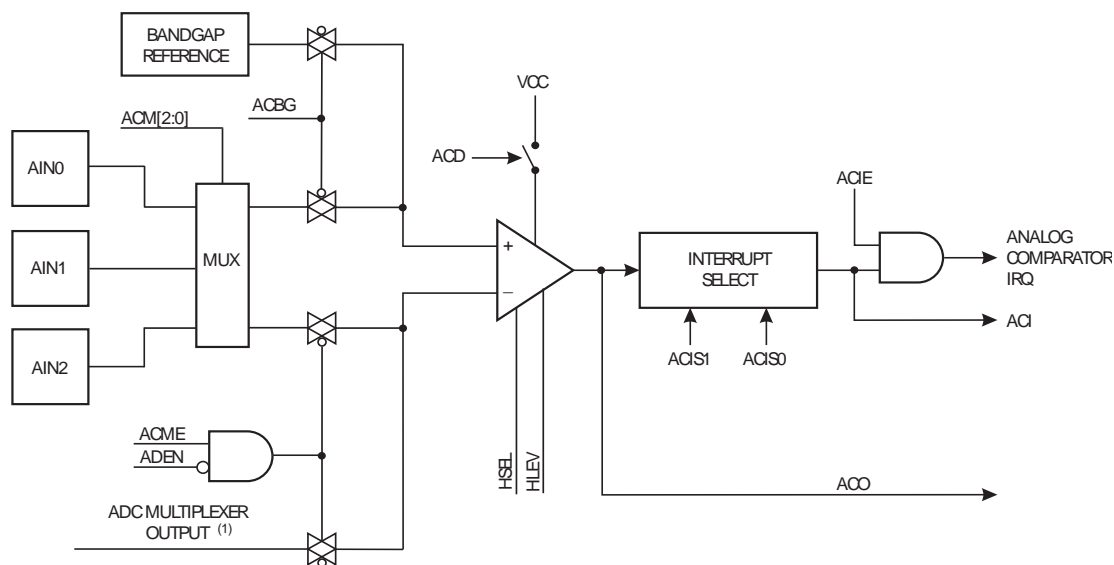 BANDGAP
REFERENCE
VCC
ACBG
ACM[2:0]
AIN0
ACD
ACIE
MUX
+
INTERRUPT
SELECT
ANALOG
COMPARATOR
IRQ
AIN1
−
ACI
AIN2
ACIS1
ACIS0
ACME
ADEN
HSEL
HLEV
ACO
ADC MULTIPLEXER
OUTPUT (1)